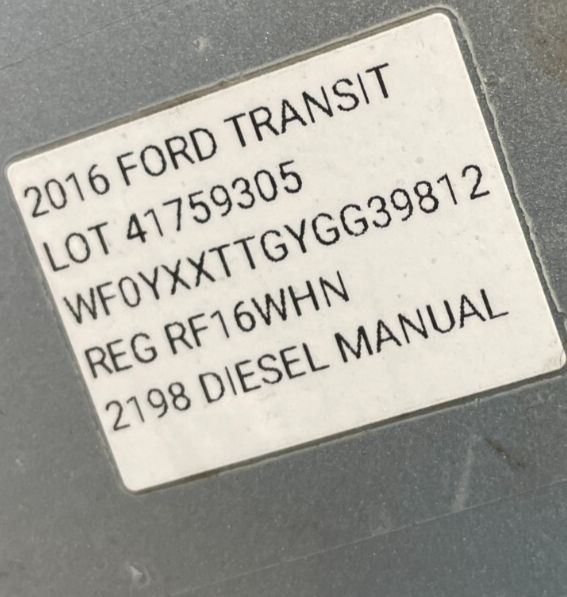 2016 FORD TRANSIT
LOT 41759305
WF0YXXTTGYGG39812
REG RF16WHN
2198 DIESEL MANUAL